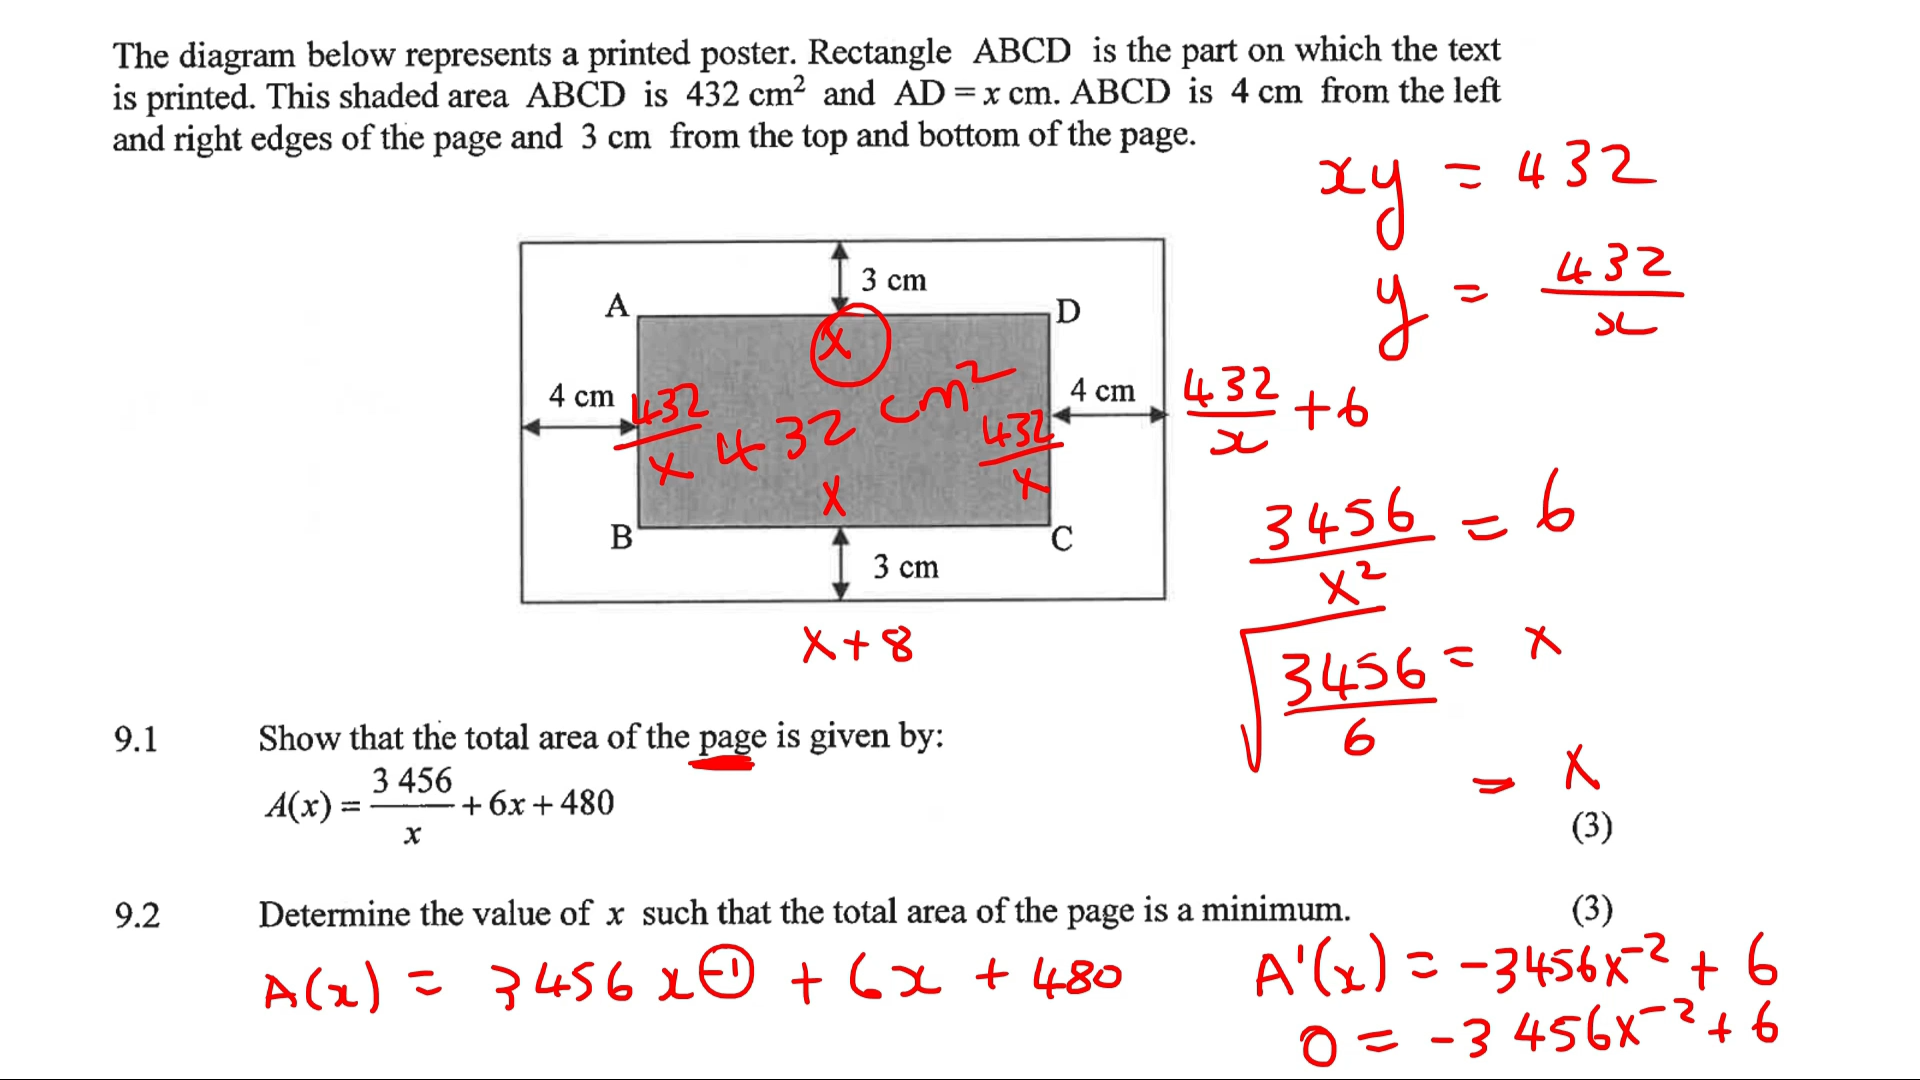 The diagram below represents a printed poster. Rectangle ABCD is the part on which the text
is printed. This shaded area ABCD is 432 cm² and AD = x cm. ABCD is 4 cm from the left
and right edges of the page and 3 cm from the top and bottom of the page.
xy = 432
y = 432/x
3 cm
A
D
x
4 cm
432/x
432 cm²
432/x
4 cm
432/x + 6
x
B
C
3 cm
3456/x² = 6
x + 8
√(3456/6) = x
= x
9.1 Show that the total area of the page is given by:
A(x) = 3 456/x + 6x + 480
(3)
9.2 Determine the value of x such that the total area of the page is a minimum. (3)
A(x) = 3456x⁻¹ + 6x + 480
A'(x) = -3456x⁻² + 6
0 = -3456x⁻² + 6